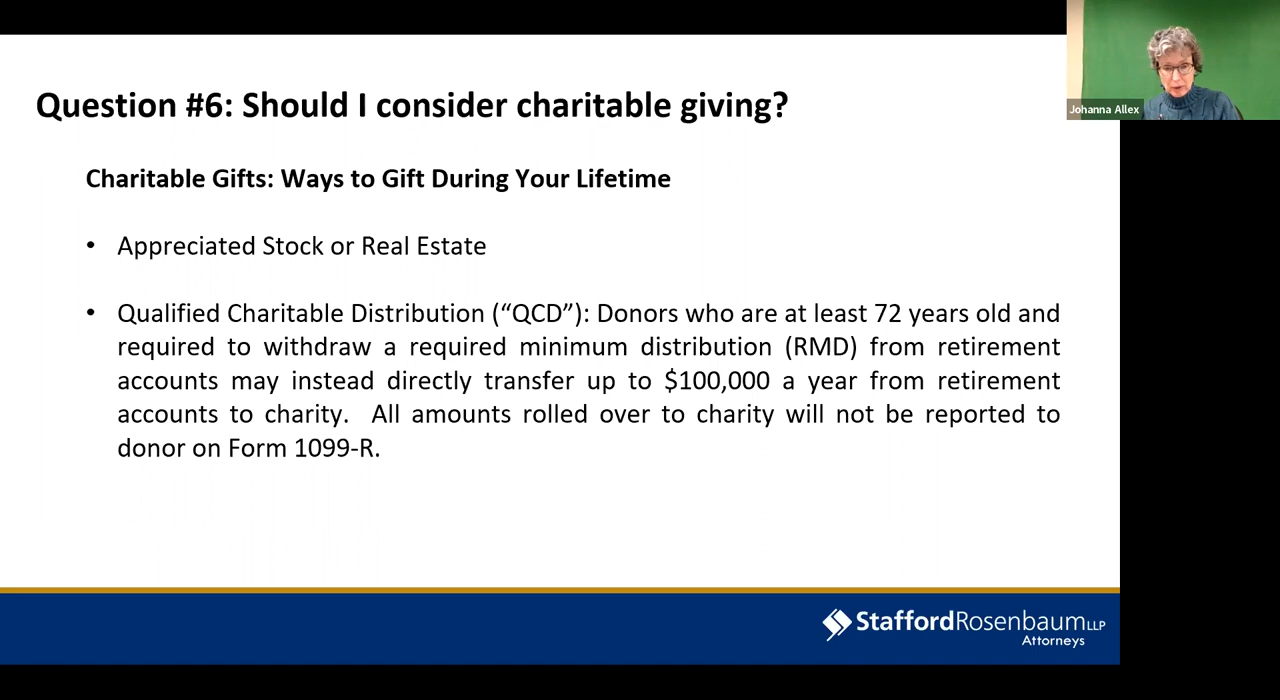 Question #6: Should I consider charitable giving?
Johanna Allex
Charitable Gifts: Ways to Gift During Your Lifetime
• Appreciated Stock or Real Estate
• Qualified Charitable Distribution (“QCD”): Donors who are at least 72 years old and
required to withdraw a required minimum distribution (RMD) from retirement
accounts may instead directly transfer up to $100,000 a year from retirement
accounts to charity.  All amounts rolled over to charity will not be reported to
donor on Form 1099-R.
StaffordRosenbaum LLP
Attorneys